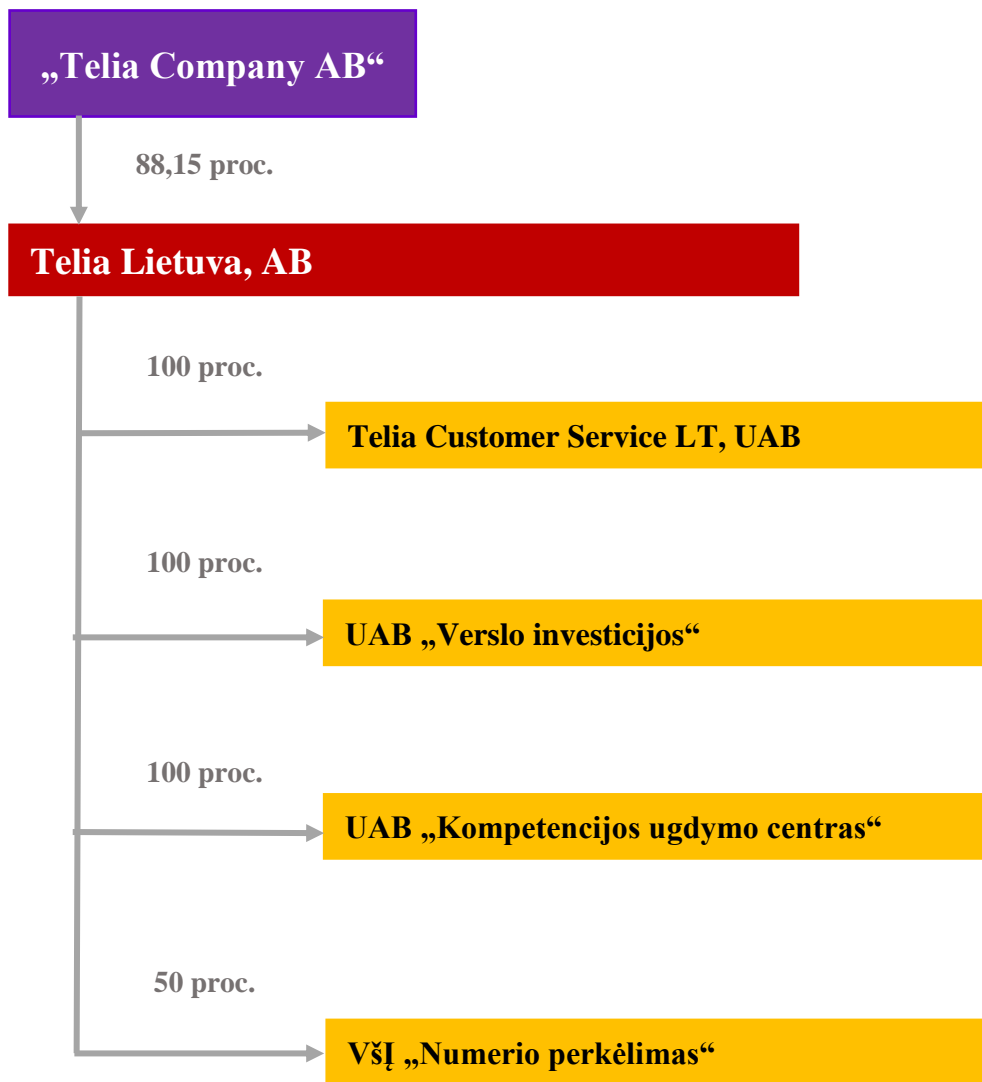 „Telia Company AB“
88,15 proc.
Telia Lietuva, AB
100 proc.
Telia Customer Service LT, UAB
100 proc.
UAB „Verslo investicijos“
100 proc.
UAB „Kompetencijos ugdymo centras“
50 proc.
VšĮ „Numerio perkėlimas“